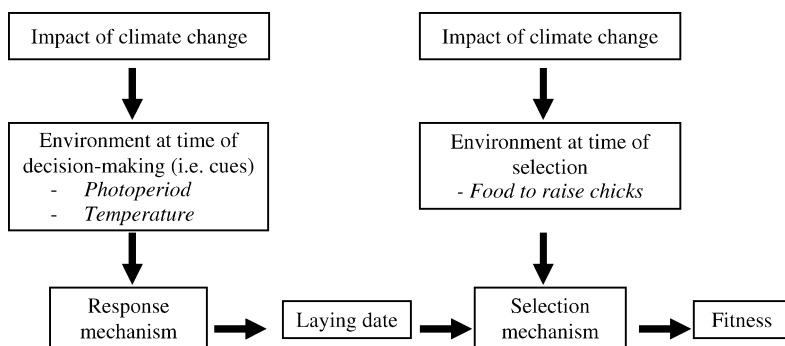 Impact of climate change
Impact of climate change
Environment at time of
decision-making (i.e. cues)
- Photoperiod
- Temperature
Environment at time of
selection
- Food to raise chicks
Response
mechanism
Laying date
Selection
mechanism
Fitness